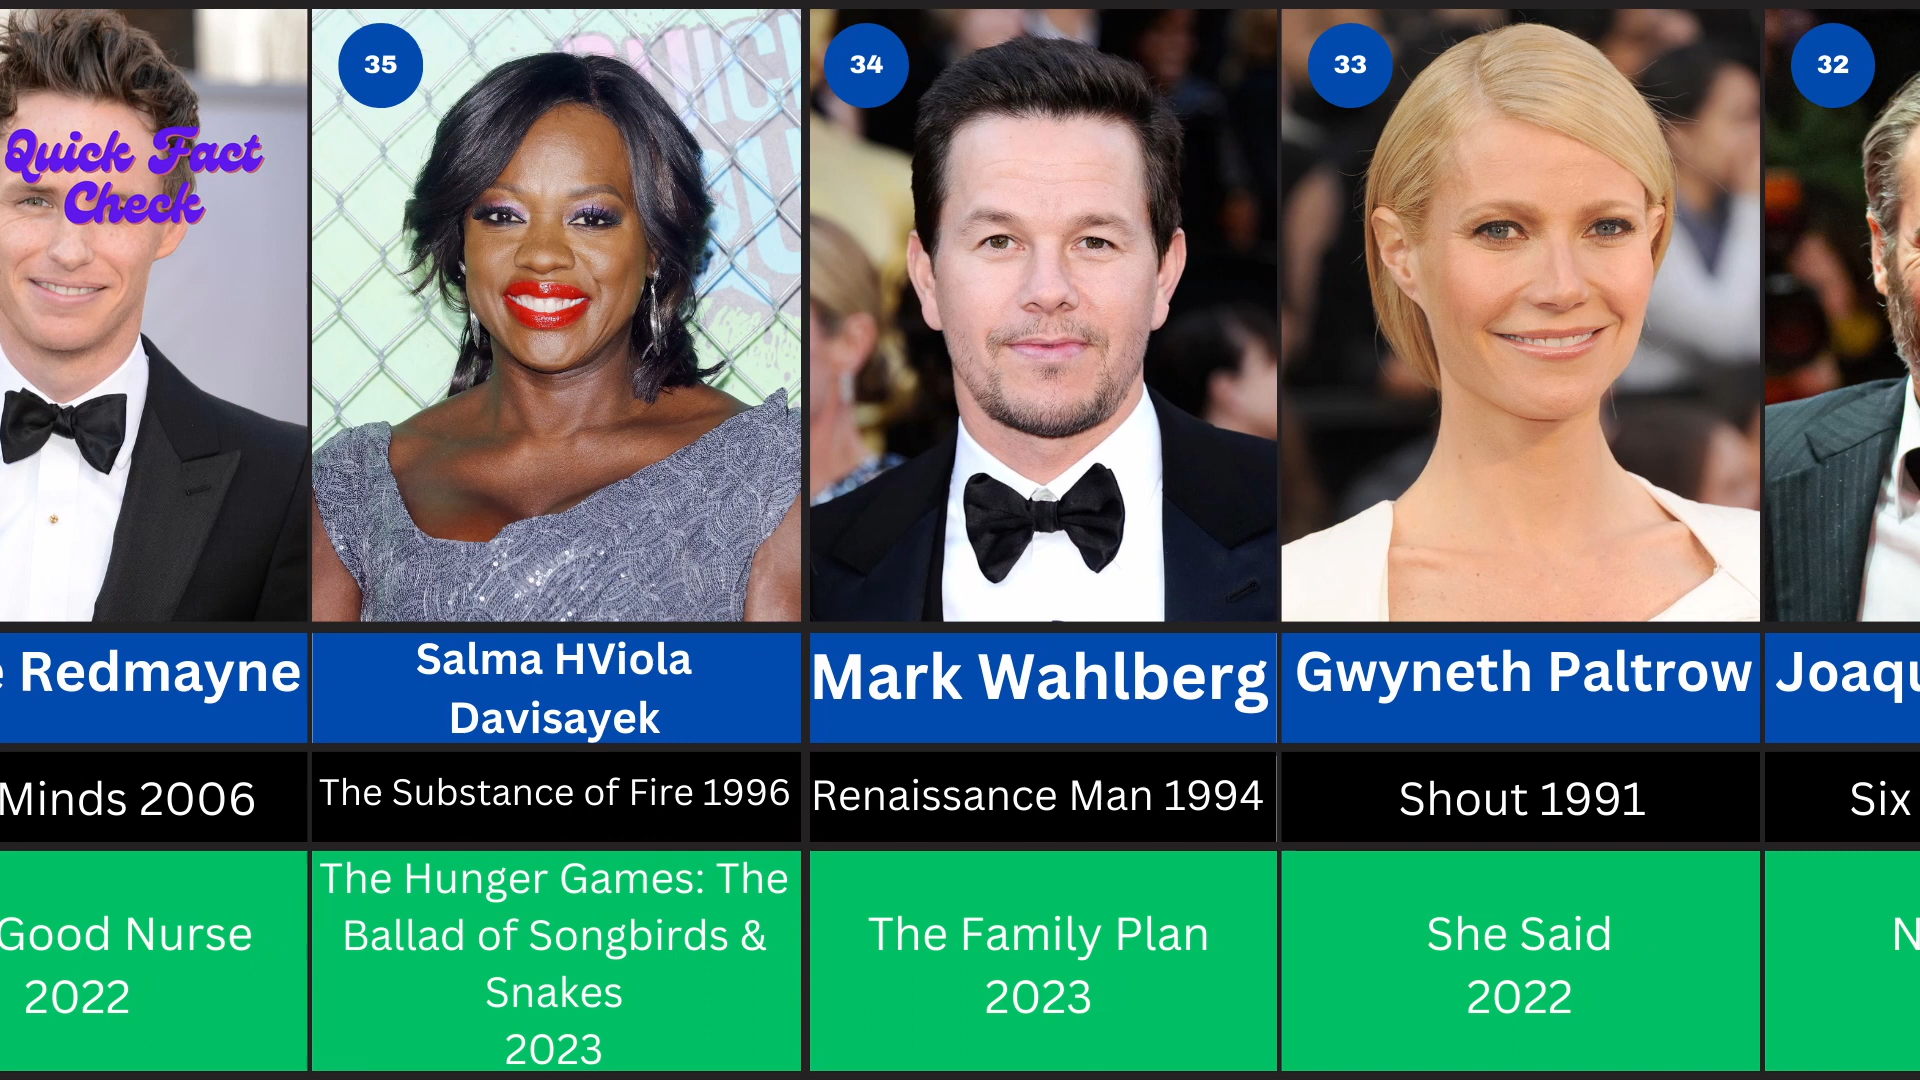 Quick Fact
Check
35
34
33
32
e Redmayne
Salma HViola
Davisayek
Mark Wahlberg
Gwyneth Paltrow
Joaqu
Minds 2006
The Substance of Fire 1996
Renaissance Man 1994
Shout 1991
Six
Good Nurse
2022
The Hunger Games: The
Ballad of Songbirds &
Snakes
2023
The Family Plan
2023
She Said
2022
N